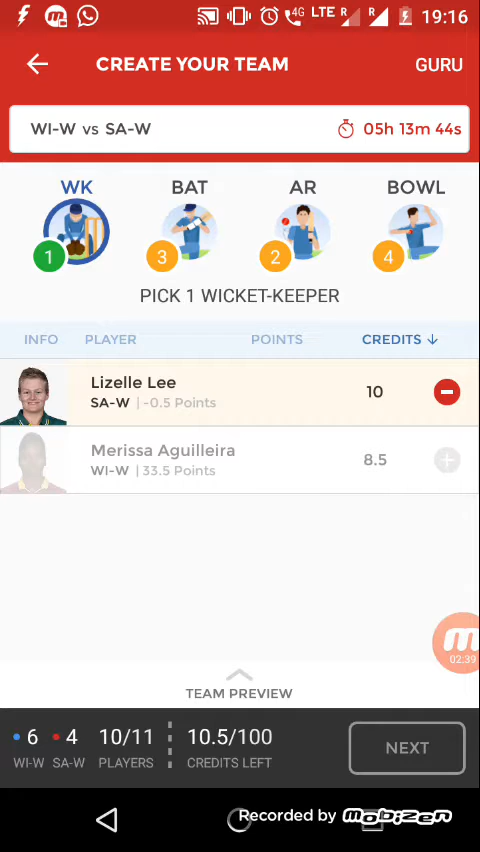 4G LTE R R 19:16
CREATE YOUR TEAM GURU
WI-W vs SA-W 05h 13m 44s
WK BAT AR BOWL
1 3 2 4
PICK 1 WICKET-KEEPER
INFO PLAYER POINTS CREDITS
Lizelle Lee
SA-W | -0.5 Points 10
Merissa Aguilleira
WI-W | 33.5 Points 8.5
02:39
TEAM PREVIEW
6 4 10/11 10.5/100 NEXT
WI-W SA-W PLAYERS CREDITS LEFT
Recorded by Mobizen